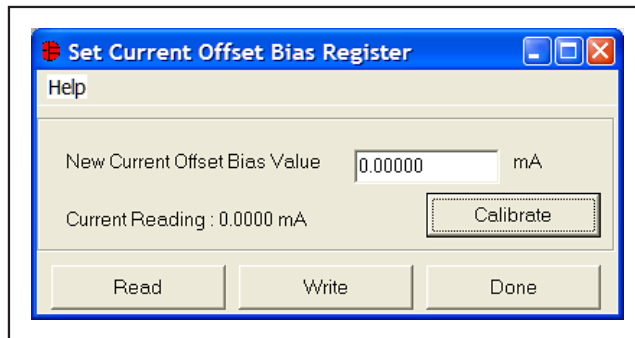 Set Current Offset Bias Register
Help
New Current Offset Bias Value 0.00000 mA
Current Reading : 0.0000 mA
Calibrate
Read Write Done